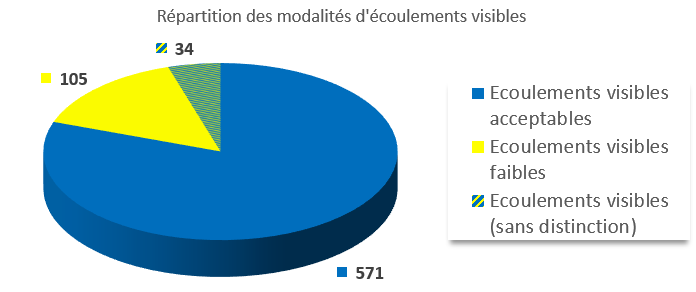 Répartition des modalités d'écoulements visibles
34
105
571
Ecoulements visibles
acceptables
Ecoulements visibles
faibles
Ecoulements visibles
(sans distinction)